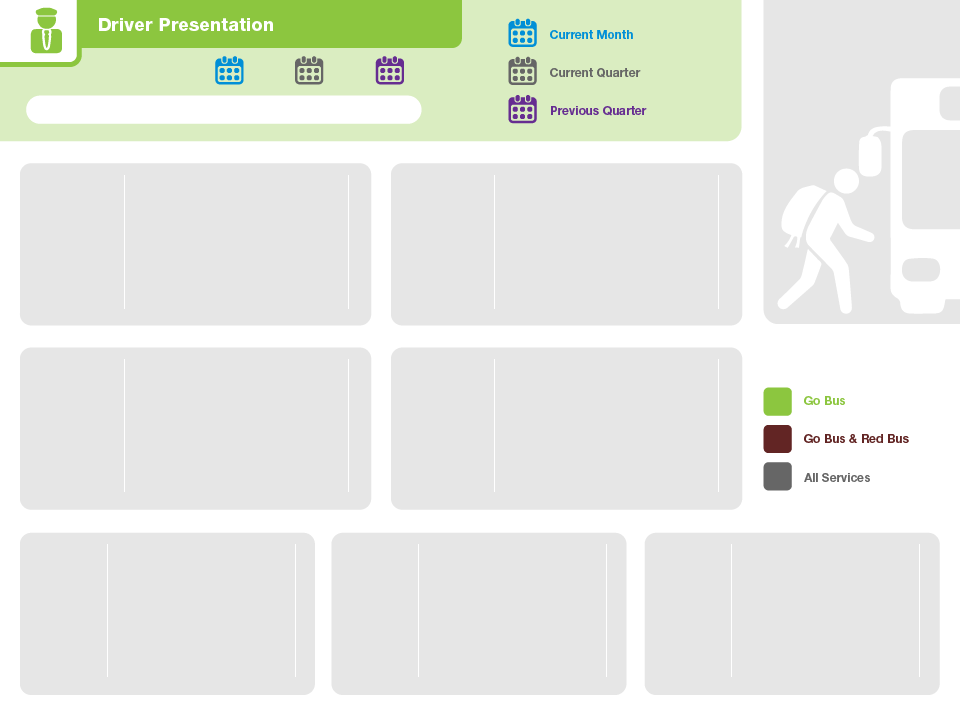 Driver Presentation
Current Month
Current Quarter
Previous Quarter
Go Bus
Go Bus & Red Bus
All Services